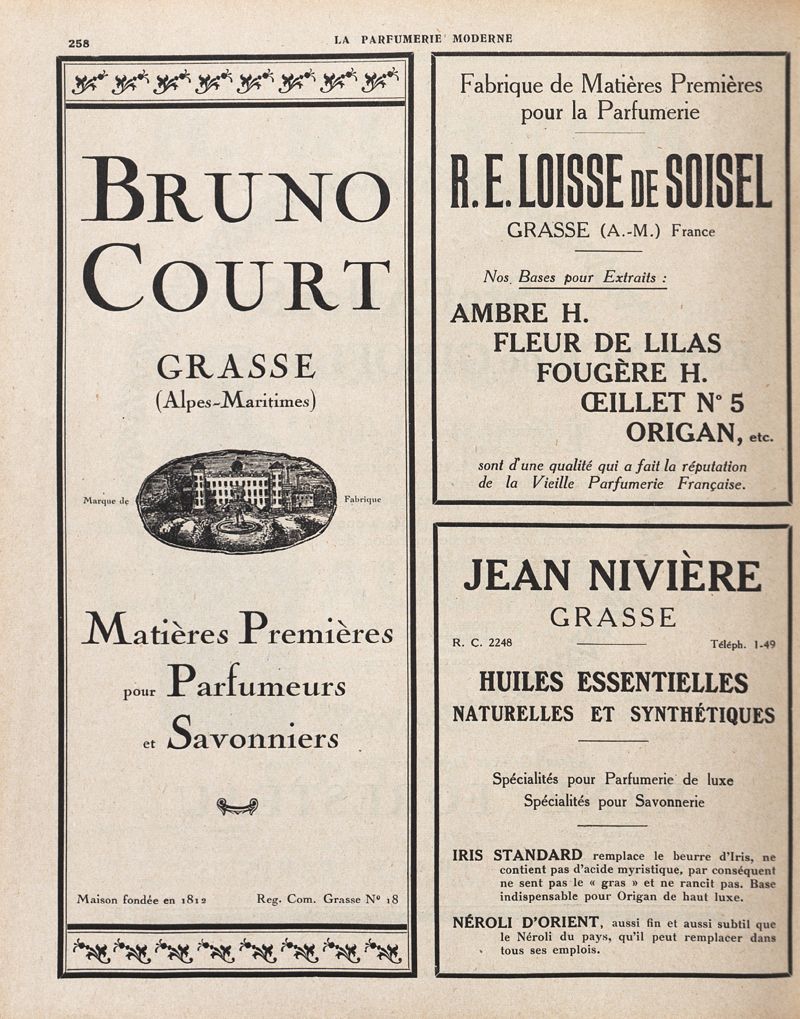 258
LA PARFUMERIE MODERNE
BRUNO
COURT
GRASSE
(Alpes-Maritimes)
Marque de Fabrique
Matières Premières
pour Parfumeurs
et Savonniers
Maison fondée en 1812 Reg. Com. Grasse Nº 18
Fabrique de Matières Premières
pour la Parfumerie
R. E. LOISSE DE SOISEL
GRASSE (A.-M.) France
Nos Bases pour Extraits :
AMBRE H.
FLEUR DE LILAS
FOUGÈRE H.
ŒILLET N° 5
ORIGAN, etc.
sont d'une qualité qui a fait la réputation
de la Vieille Parfumerie Française.
JEAN NIVIÈRE
GRASSE
R. C. 2248 Téléph. 1-49
HUILES ESSENTIELLES
NATURELLES ET SYNTHÉTIQUES
Spécialités pour Parfumerie de luxe
Spécialités pour Savonnerie
IRIS STANDARD remplace le beurre d'Iris, ne
contient pas d'acide myristique, par conséquent
ne sent pas le « gras » et ne rancit pas. Base
indispensable pour Origan de haut luxe.
NÉROLI D'ORIENT, aussi fin et aussi subtil que
le Néroli du pays, qu'il peut remplacer dans
tous ses emplois.